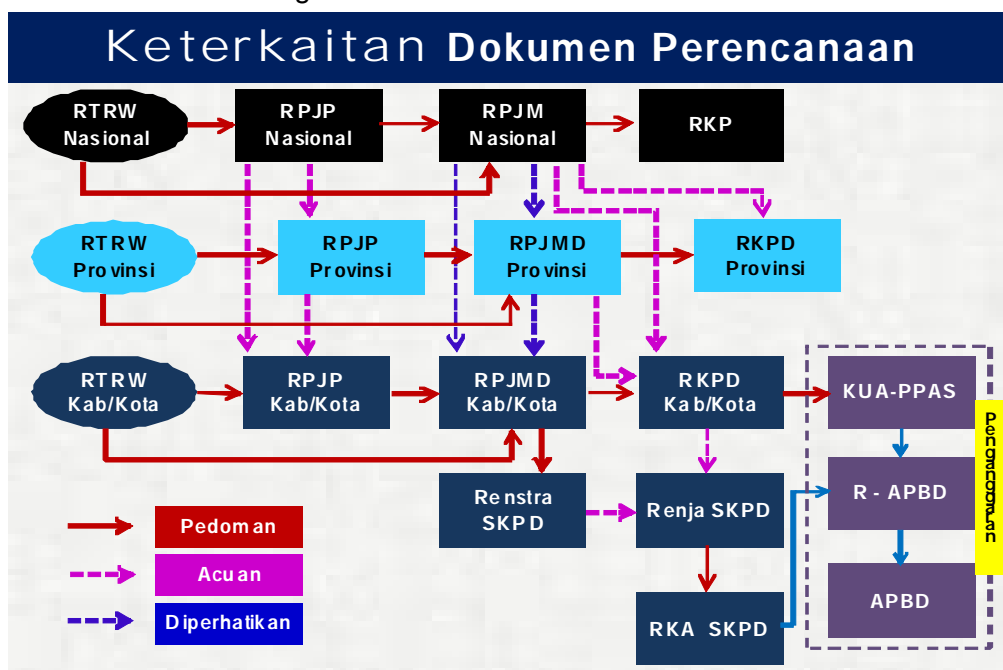 Keterkaitan Dokumen Perencanaan
RTRW
Nasional
RPJP
Nasional
RPJM
Nasional
RKP
RTRW
Provinsi
RPJP
Provinsi
RPJMD
Provinsi
RKPD
Provinsi
RTRW
Kab/Kota
RPJP
Kab/Kota
RPJMD
Kab/Kota
RKPD
Kab/Kota
KUA-PPAS
Penganggaran
Renstra
SKPD
Renja SKPD
R - APBD
RKA SKPD
APBD
Pedoman
Acuan
Diperhatikan